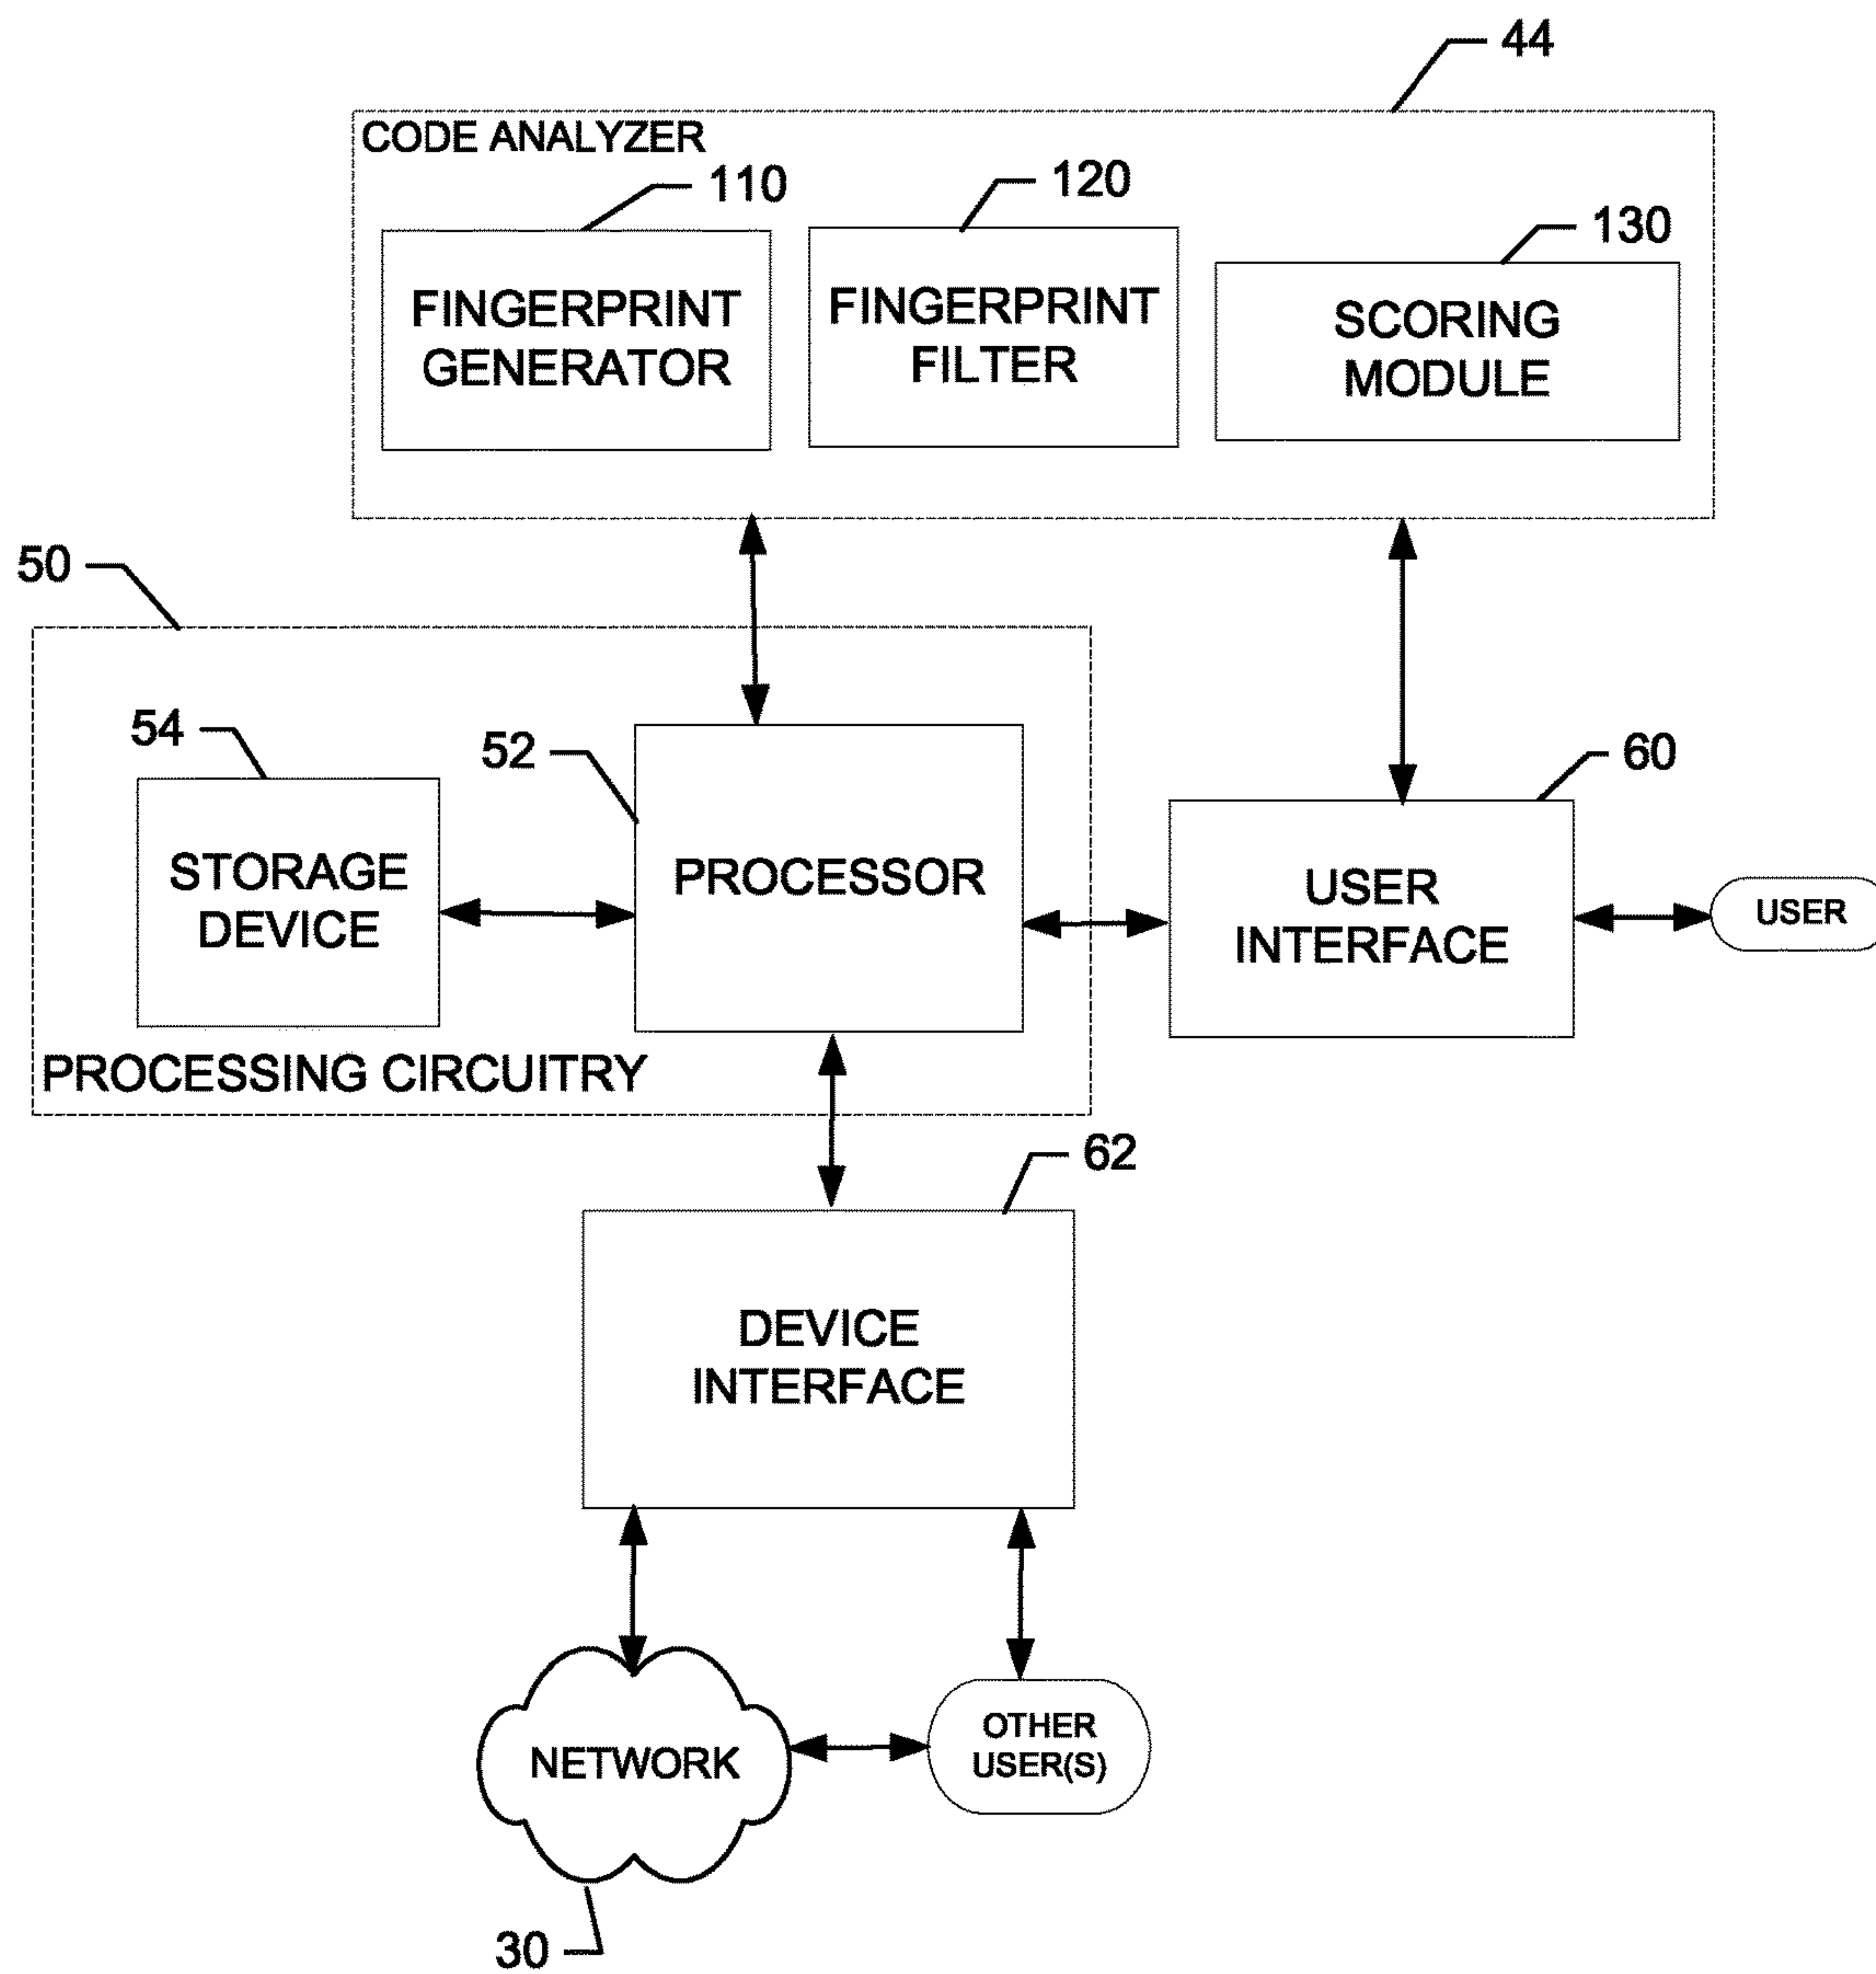 44
CODE ANALYZER
110
120
130
FINGERPRINT
GENERATOR
FINGERPRINT
FILTER
SCORING
MODULE
50
54
52
60
STORAGE
DEVICE
PROCESSOR
USER
INTERFACE
USER
PROCESSING CIRCUITRY
62
DEVICE
INTERFACE
NETWORK
OTHER
USER(S)
30